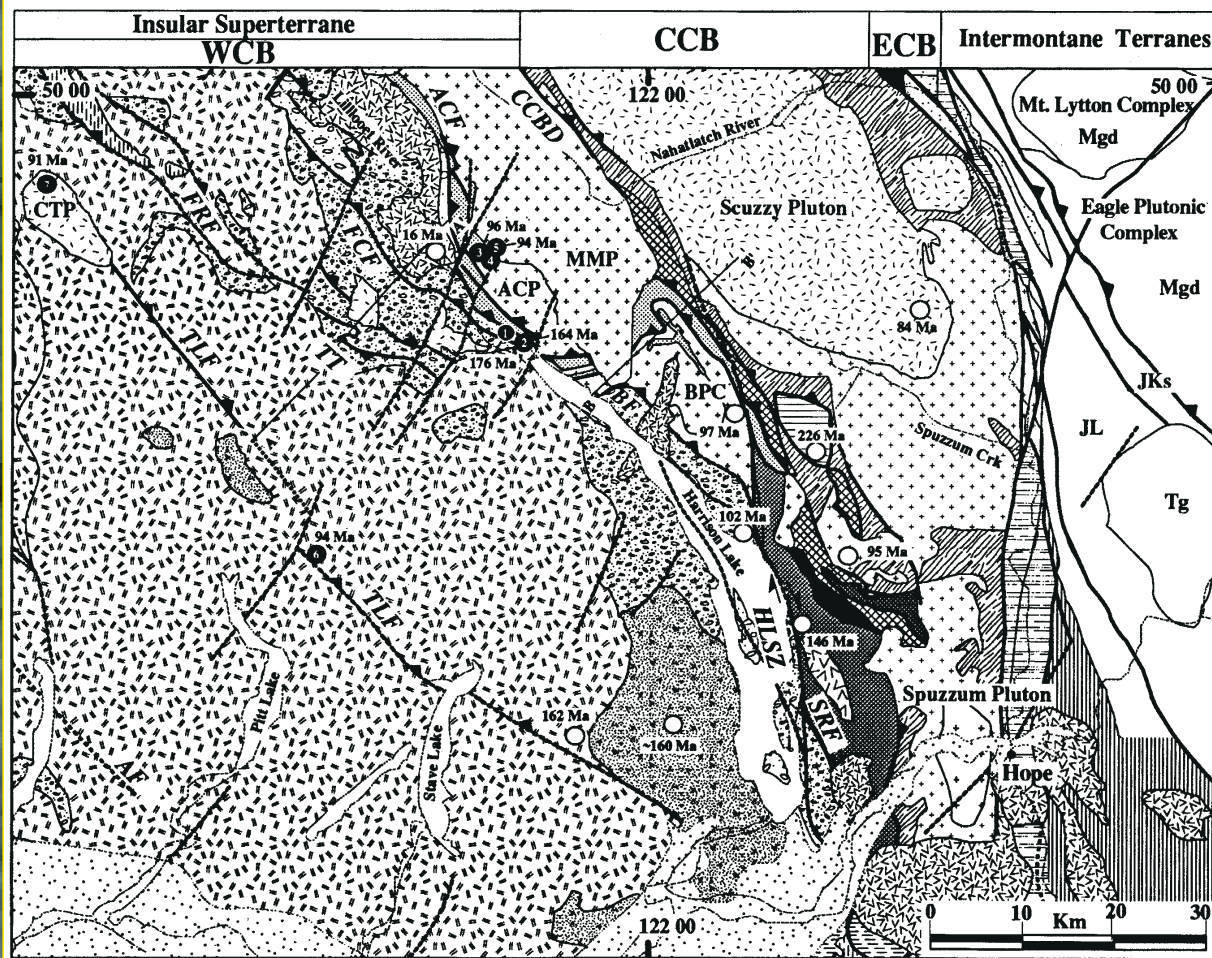 Insular Superterrane
WCB
CCB
ECB
Intermontane Terranes
50 00
122 00
50 00
Mt. Lytton Complex
Mgd
ACF
CCBD
Nahatlatch River
91 Ma
7
CTP
FRF
FCF
16 Ma
96 Ma
94 Ma
MMP
ACP
Scuzzy Pluton
Eagle Plutonic
Complex
Mgd
B'
84 Ma
1
164 Ma
176 Ma
TLF
TT
BPC
97 Ma
226 Ma
Spuzzum Crk
JKs
JL
Tg
A
B
102 Ma
Harrison Lake
95 Ma
94 Ma
6
TLF
HLSZ
146 Ma
SRF
Spuzzum Pluton
Pitt Lake
Stave Lake
162 Ma
~160 Ma
AF
Hope
122 00
0 10 20 30
Km